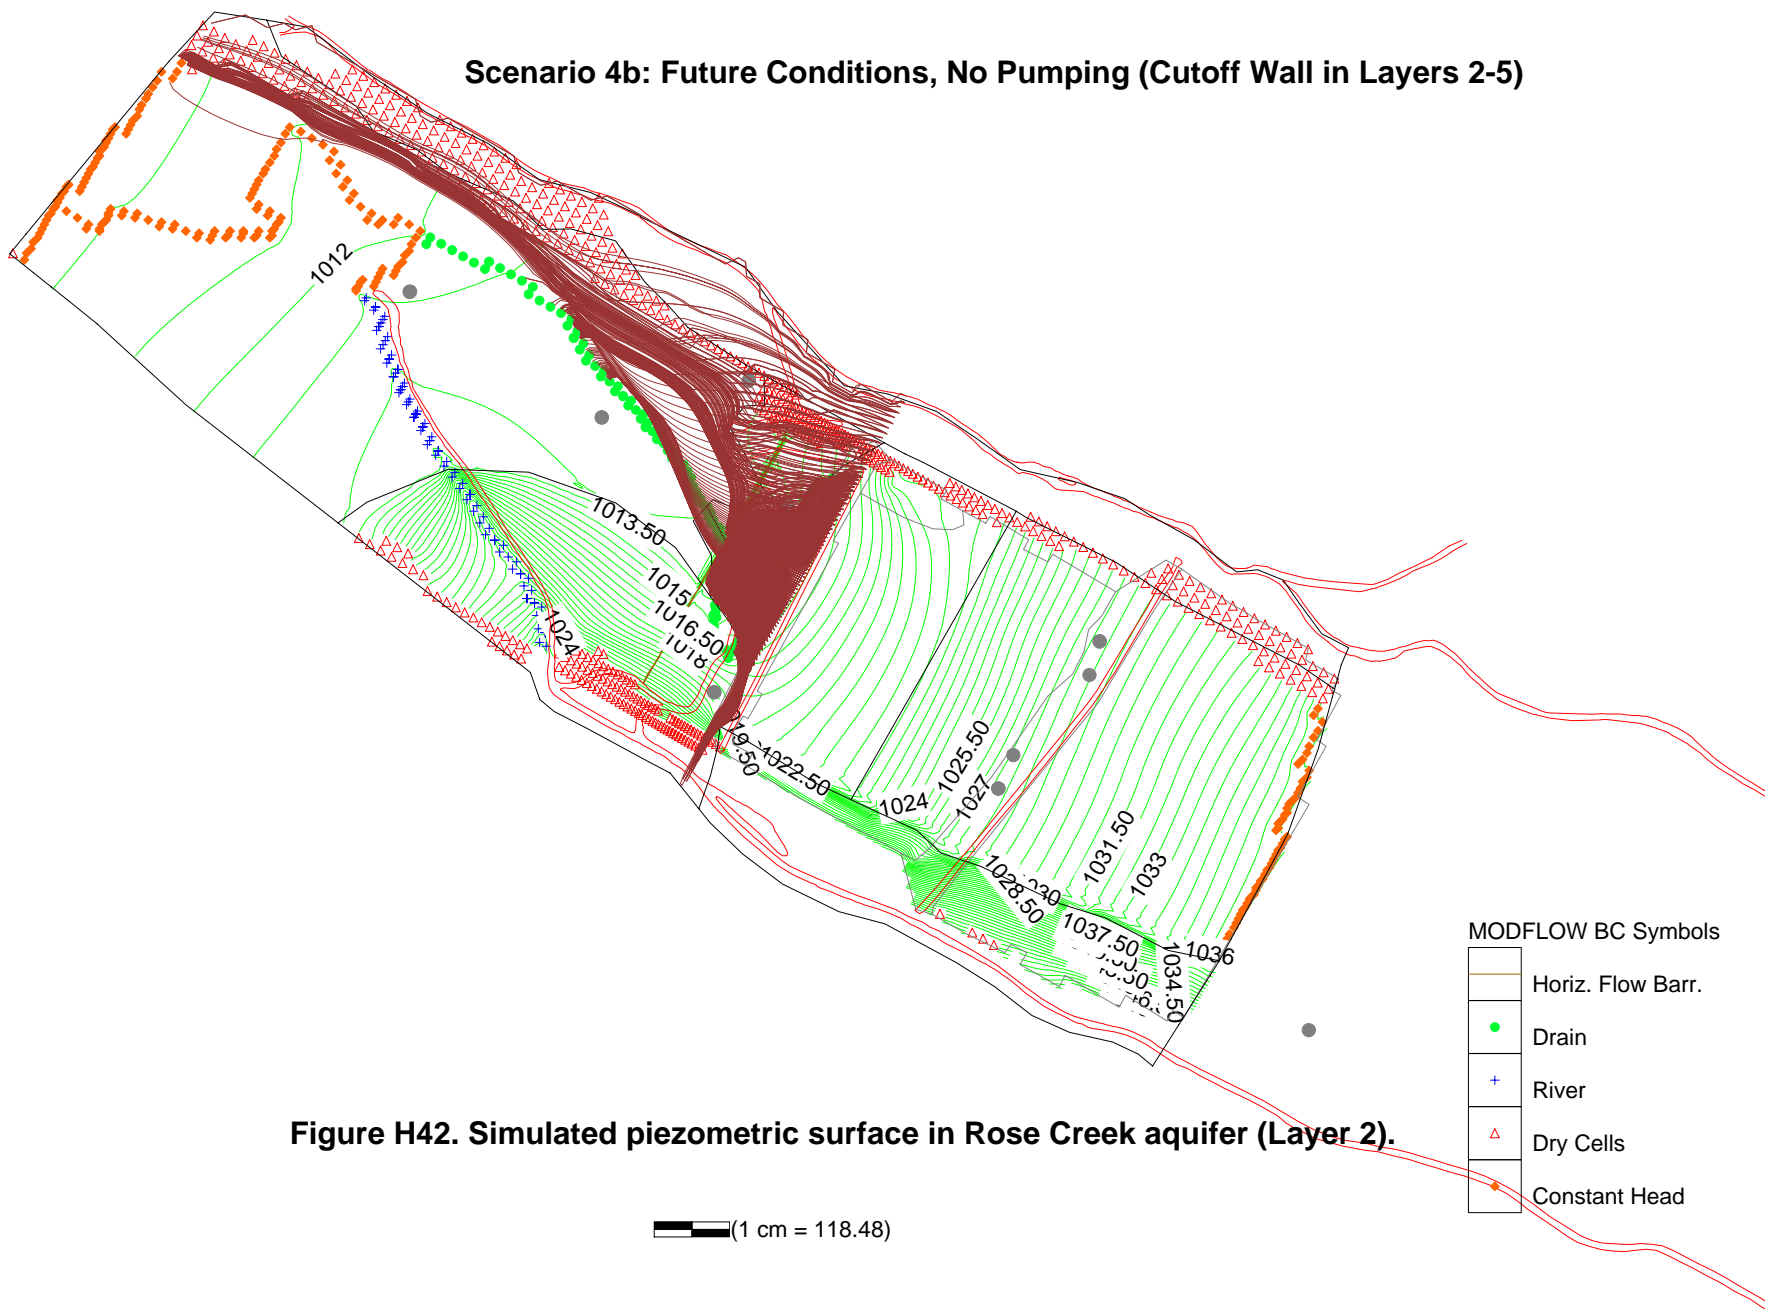 Scenario 4b: Future Conditions, No Pumping (Cutoff Wall in Layers 2-5)
1012
1013.50
1015
1016.50
1018
1024
1022.50
1024
1025.50
1027
1031.50
1033
1028.50
1037.50
1036
1034.50
MODFLOW BC Symbols
Horiz. Flow Barr.
Drain
River
Dry Cells
Constant Head
Figure H42. Simulated piezometric surface in Rose Creek aquifer (Layer 2).
(1 cm = 118.48)